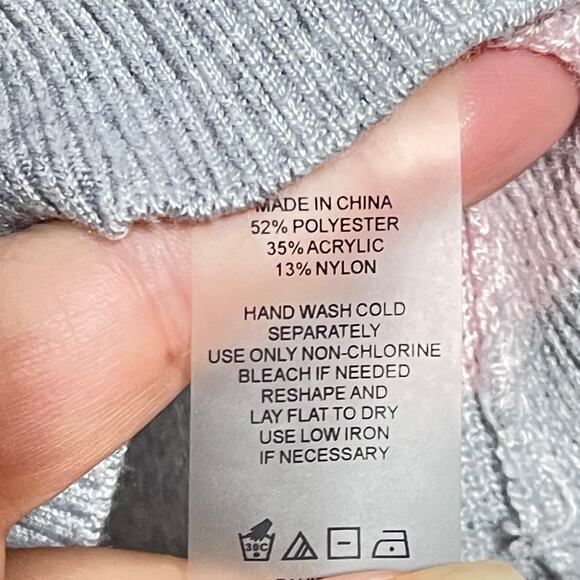 MADE IN CHINA
52% POLYESTER
35% ACRYLIC
13% NYLON
HAND WASH COLD
SEPARATELY
USE ONLY NON-CHLORINE
BLEACH IF NEEDED
RESHAPE AND
LAY FLAT TO DRY
USE LOW IRON
IF NECESSARY
30C